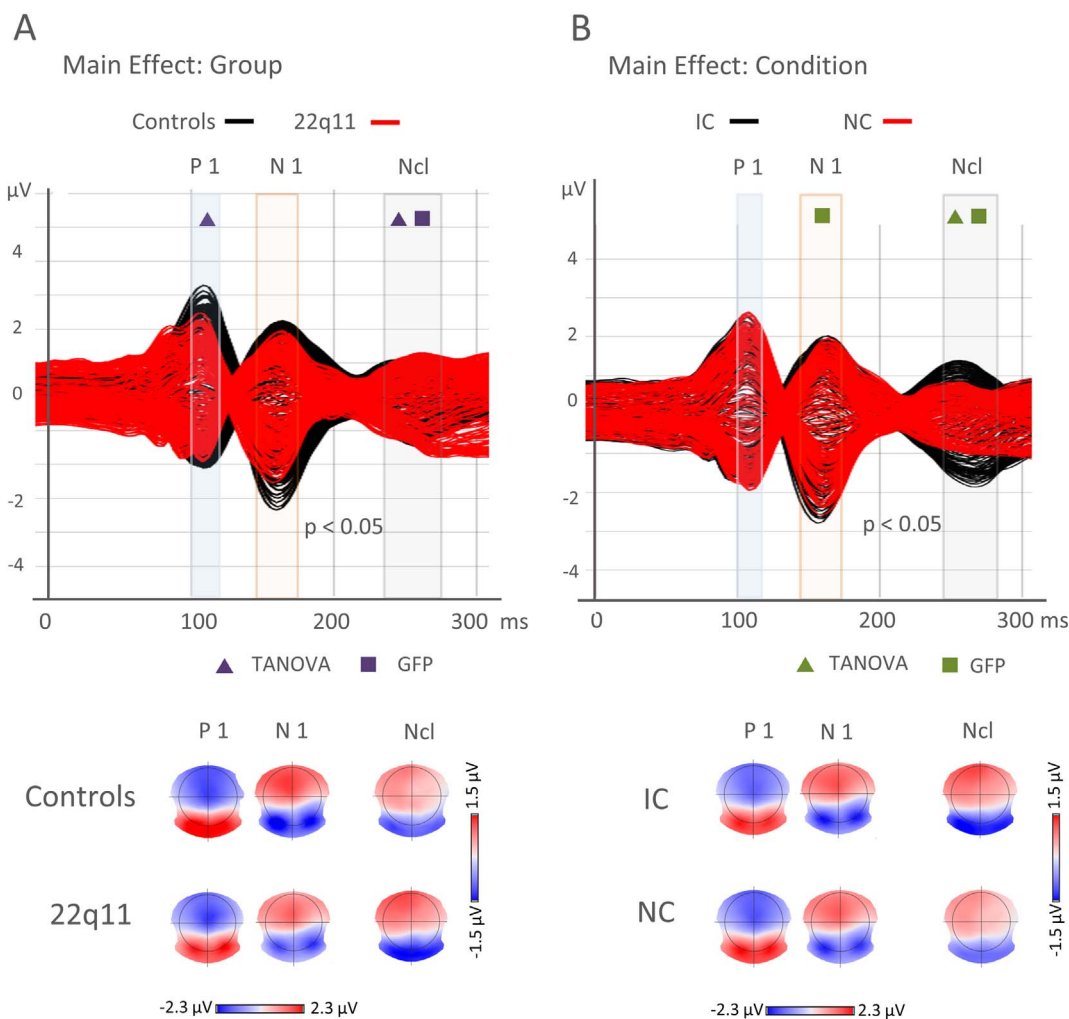 A
Main Effect: Group
Controls 22q11
P 1 N 1 Ncl
µV
4
2
0
-2
-4
p < 0.05
0 100 200 300 ms
TANOVA GFP
P 1 N 1 Ncl
Controls
22q11
1.5 µV
-1.5 µV
-2.3 µV 2.3 µV
B
Main Effect: Condition
IC NC
P 1 N 1 Ncl
µV
4
2
0
-2
-4
p < 0.05
0 100 200 300 ms
TANOVA GFP
P 1 N 1 Ncl
IC
NC
1.5 µV
-1.5 µV
-2.3 µV 2.3 µV